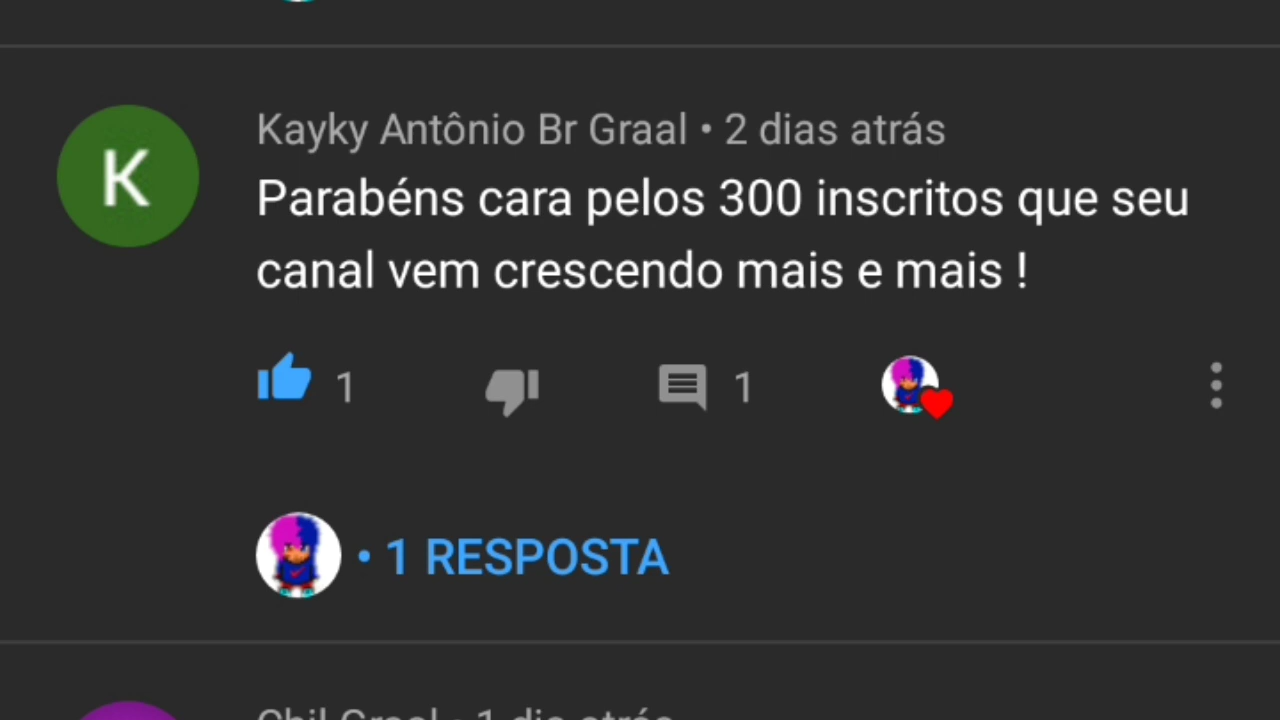 K
Kayky Antônio Br Graal • 2 dias atrás
Parabéns cara pelos 300 inscritos que seu
canal vem crescendo mais e mais !
1 1
• 1 RESPOSTA
Chil Graal • 1 dia atrás